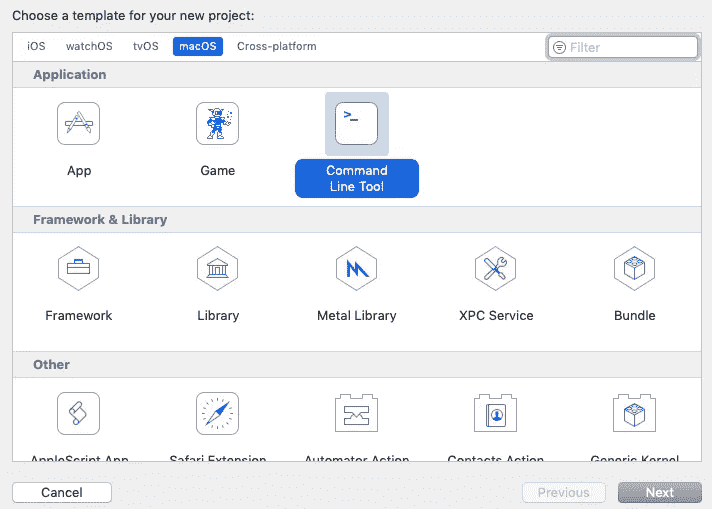 Choose a template for your new project:
iOS watchOS tvOS macOS Cross-platform Filter
Application
App Game Command
Line Tool
Framework & Library
Framework Library Metal Library XPC Service Bundle
Other
AppleScript App Safari Extension Automator Action Contacts Action Generic Kernel
Cancel Previous Next